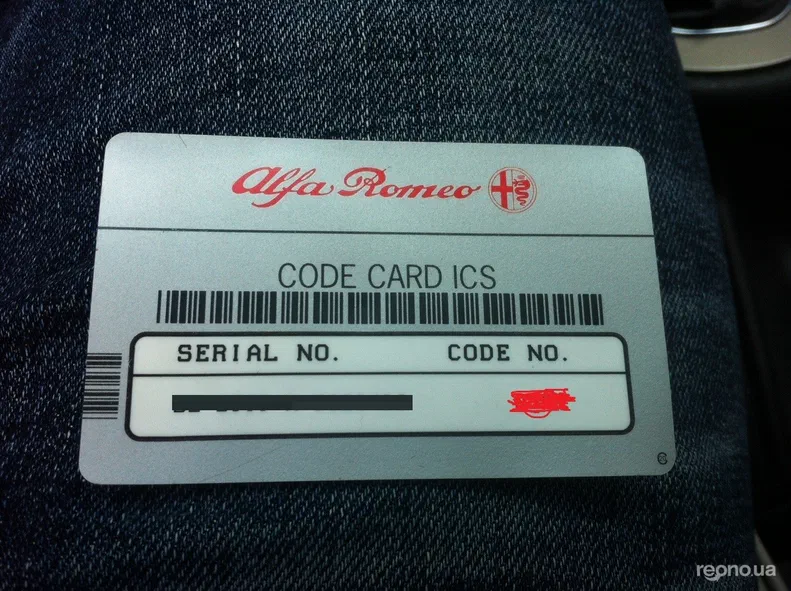 Alfa Romeo
CODE CARD ICS
SERIAL NO. CODE NO.
repno.ua